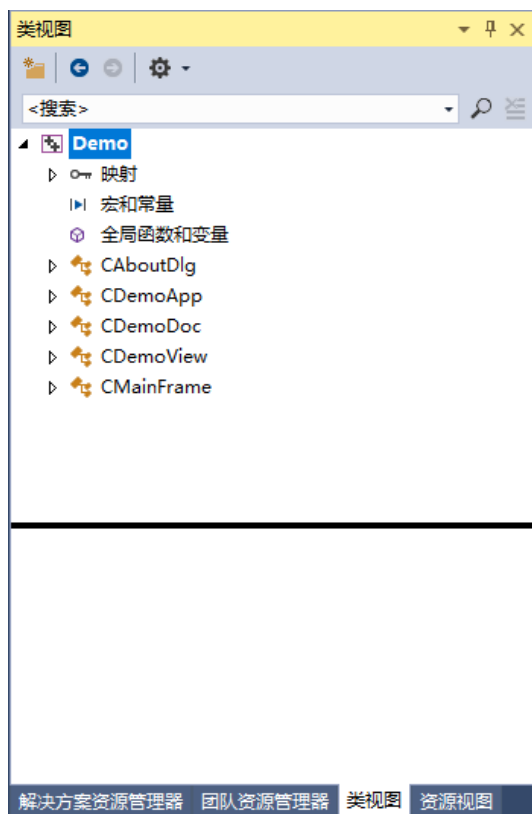 类视图
<搜索>
Demo
映射
宏和常量
全局函数和变量
CAboutDlg
CDemoApp
CDemoDoc
CDemoView
CMainFrame
解决方案资源管理器 团队资源管理器 类视图 资源视图